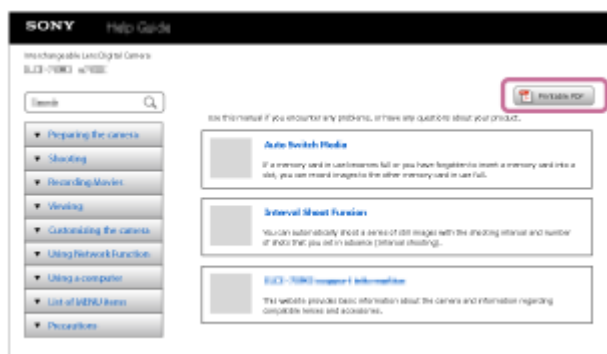 SONY Help Guide
Interchangeable Lens Digital Camera
Search
Printable PDF
Use this manual if you encounter any problems, or have any questions about your product.
Preparing the camera
Shooting
Recording Movies
Viewing
Customizing the camera
Using Network Function
Using a computer
List of MENU items
Precautions
Auto Switch Media
If a memory card in use becomes full or you have forgotten to insert a memory card into a
slot, you can record images to the other memory card in use full.
Interval Shoot Function
You can automatically shoot a series of still images with the shooting interval and number
of shots that you set in advance (Interval shooting).
support information
This website provides basic information about the camera and information regarding
compatible lenses and accessories.